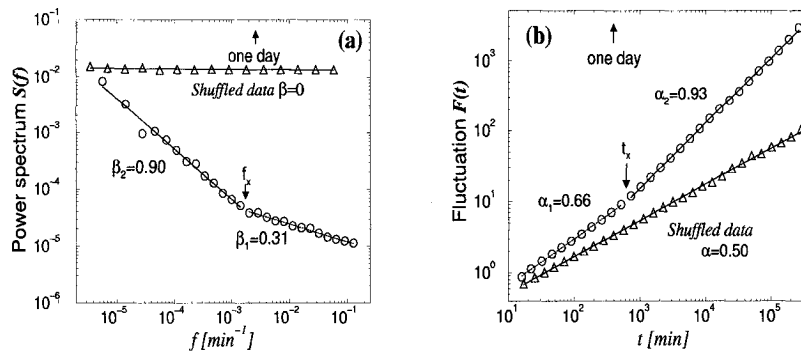 (a)
one day
Shuffled data β=0
β₂=0.90
fₓ
β₁=0.31
Power spectrum S(f)
10⁻¹
10⁻²
10⁻³
10⁻⁴
10⁻⁵
10⁻⁶
10⁻⁵ 10⁻⁴ 10⁻³ 10⁻² 10⁻¹
f [min⁻¹]
(b)
one day
α₂=0.93
tₓ
α₁=0.66
Shuffled data
α=0.50
Fluctuation F(t)
10³
10²
10¹
10⁰
10¹ 10² 10³ 10⁴ 10⁵
t [min]